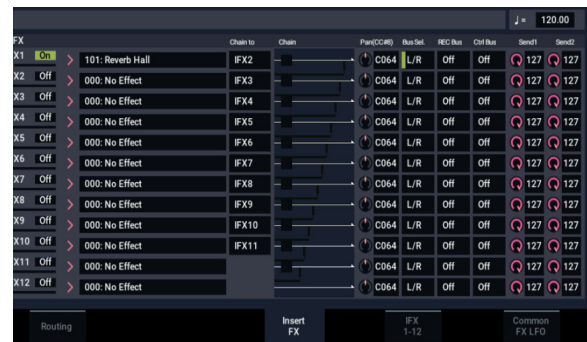 ♩= 120.00
FX Chain to Chain Pan(CC#8) Bus Sel. REC Bus Ctrl Bus Send1 Send2
X1 On 101: Reverb Hall IFX2 C064 L/R Off Off 127 127
X2 Off 000: No Effect IFX3 C064 L/R Off Off 127 127
X3 Off 000: No Effect IFX4 C064 L/R Off Off 127 127
X4 Off 000: No Effect IFX5 C064 L/R Off Off 127 127
X5 Off 000: No Effect IFX6 C064 L/R Off Off 127 127
X6 Off 000: No Effect IFX7 C064 L/R Off Off 127 127
X7 Off 000: No Effect IFX8 C064 L/R Off Off 127 127
X8 Off 000: No Effect IFX9 C064 L/R Off Off 127 127
X9 Off 000: No Effect IFX10 C064 L/R Off Off 127 127
X10 Off 000: No Effect IFX11 C064 L/R Off Off 127 127
X11 Off 000: No Effect C064 L/R Off Off 127 127
X12 Off 000: No Effect C064 L/R Off Off 127 127
Routing Insert IFX Common
FX 1-12 FX LFO